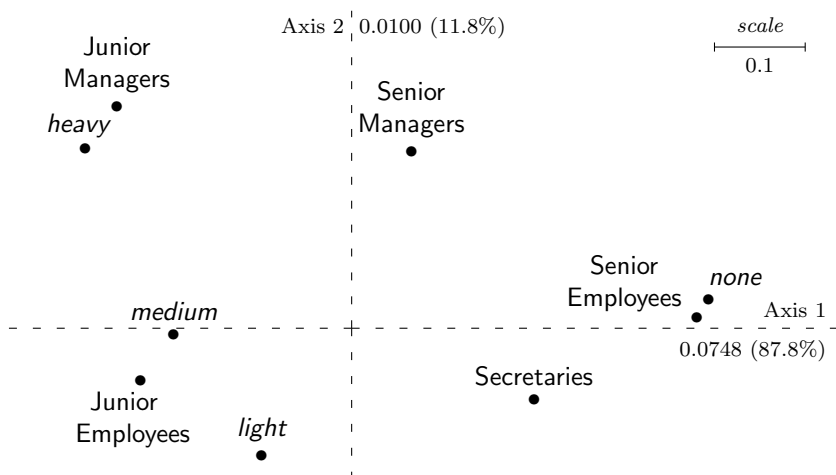 Axis 2 0.0100 (11.8%)
scale
0.1
Junior
Managers
heavy
Senior
Managers
Senior
Employees
none
Axis 1
0.0748 (87.8%)
medium
Junior
Employees
light
Secretaries